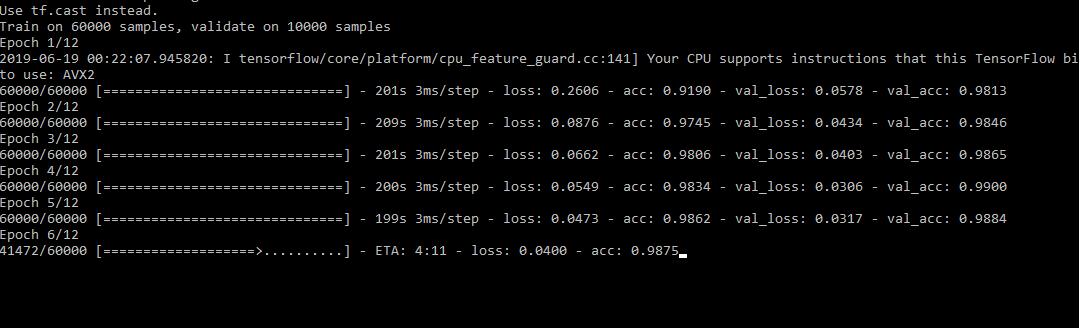 Use tf.cast instead.
Train on 60000 samples, validate on 10000 samples
Epoch 1/12
2019-06-19 00:22:07.945820: I tensorflow/core/platform/cpu_feature_guard.cc:141] Your CPU supports instructions that this TensorFlow bi
to use: AVX2
60000/60000 [==============================] - 201s 3ms/step - loss: 0.2606 - acc: 0.9190 - val_loss: 0.0578 - val_acc: 0.9813
Epoch 2/12
60000/60000 [==============================] - 209s 3ms/step - loss: 0.0876 - acc: 0.9745 - val_loss: 0.0434 - val_acc: 0.9846
Epoch 3/12
60000/60000 [==============================] - 201s 3ms/step - loss: 0.0662 - acc: 0.9806 - val_loss: 0.0403 - val_acc: 0.9865
Epoch 4/12
60000/60000 [==============================] - 200s 3ms/step - loss: 0.0549 - acc: 0.9834 - val_loss: 0.0306 - val_acc: 0.9900
Epoch 5/12
60000/60000 [==============================] - 199s 3ms/step - loss: 0.0473 - acc: 0.9862 - val_loss: 0.0317 - val_acc: 0.9884
Epoch 6/12
41472/60000 [===================>..........] - ETA: 4:11 - loss: 0.0400 - acc: 0.9875